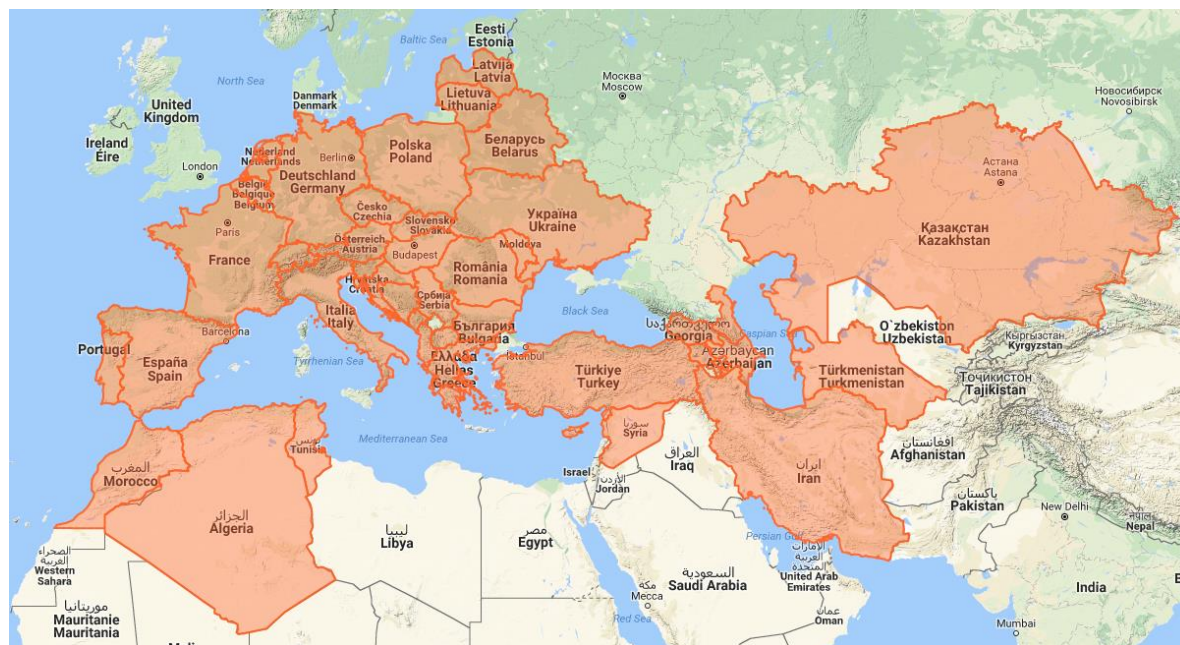 Baltic Sea
Eesti
Estonia
North Sea
Latvija
Latvia
Москва
Moscow
Новосибирск
Novosibirsk
Danmark
Denmark
Lietuva
Lithuania
United
Kingdom
Беларусь
Belarus
Ireland
Éire
Nederland
Netherlands
Berlin
Polska
Poland
London
Deutschland
Germany
Астана
Astana
België
Belgique
Belgium
Česko
Czechia
Україна
Ukraine
Paris
Slovensko
Slovakia
Қазақстан
Kazakhstan
Österreich
Austria
Moldova
France
Budapest
România
Romania
Hrvatska
Croatia
Србија
Serbia
Italia
Italy
Black Sea
Caspian Sea
България
Bulgaria
საქართველო
Georgia
O`zbekiston
Uzbekistan
Кыргызстан
Kyrgyzstan
Barcelona
Portugal
España
Spain
Tyrrhenian Sea
İstanbul
Ελλάδα
Hellas
Greece
Azərbaycan
Azerbaijan
Türkiye
Turkey
Türkmenistan
Turkmenistan
Тоҷикистон
Tajikistan
Mediterranean Sea
تونس
Tunisia
سوريا
Syria
المغرب
Morocco
Israel
العراق
Iraq
ایران
Iran
افغانستان
Afghanistan
الأردن
Jordan
پاکستان
Pakistan
New Delhi
नेपाल
Nepal
الجزائر
Algeria
ليبيا
Libya
مصر
Egypt
Persian Gulf
الصحراء
الغربية
Western
Sahara
السعودية
Saudi Arabia
الإمارات
العربية
المتحدة
United Arab
Emirates
India
مكة
Mecca
موريتانيا
Mauritanie
Mauritania
Red Sea
عمان
Oman
Mumbai